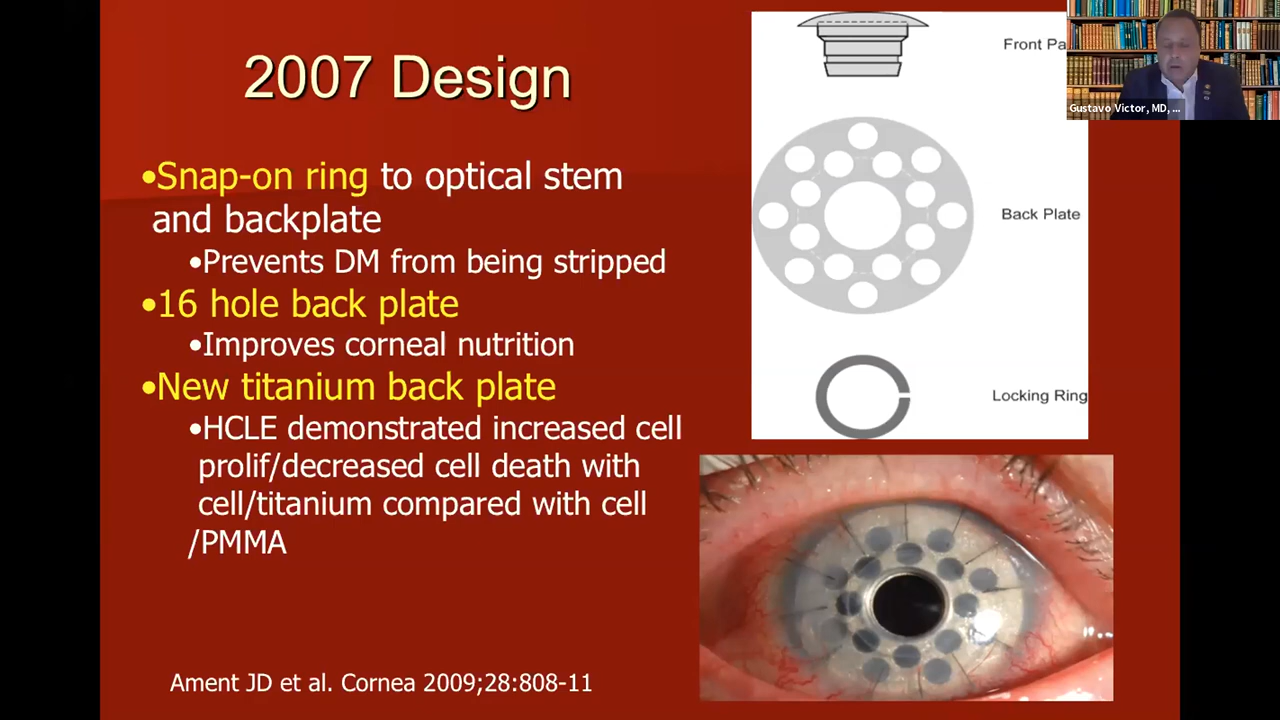 2007 Design
•Snap-on ring to optical stem
and backplate
•Prevents DM from being stripped
•16 hole back plate
•Improves corneal nutrition
•New titanium back plate
•HCLE demonstrated increased cell
prolif/decreased cell death with
cell/titanium compared with cell
/PMMA
Ament JD et al. Cornea 2009;28:808-11
Front Pa
Back Plate
Locking Ring
Gustavo Victor, MD, ...